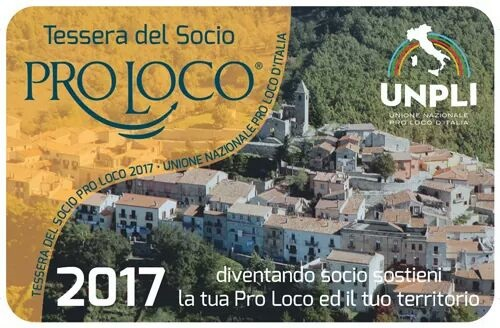 Tessera del Socio
PRO LOCO®
UNPLI
UNIONE NAZIONALE
PRO LOCO D'ITALIA
TESSERA DEL SOCIO PRO LOCO 2017 • UNIONE NAZIONALE PRO LOCO D'ITALIA
2017
diventando socio sostieni
la tua Pro Loco ed il tuo territorio